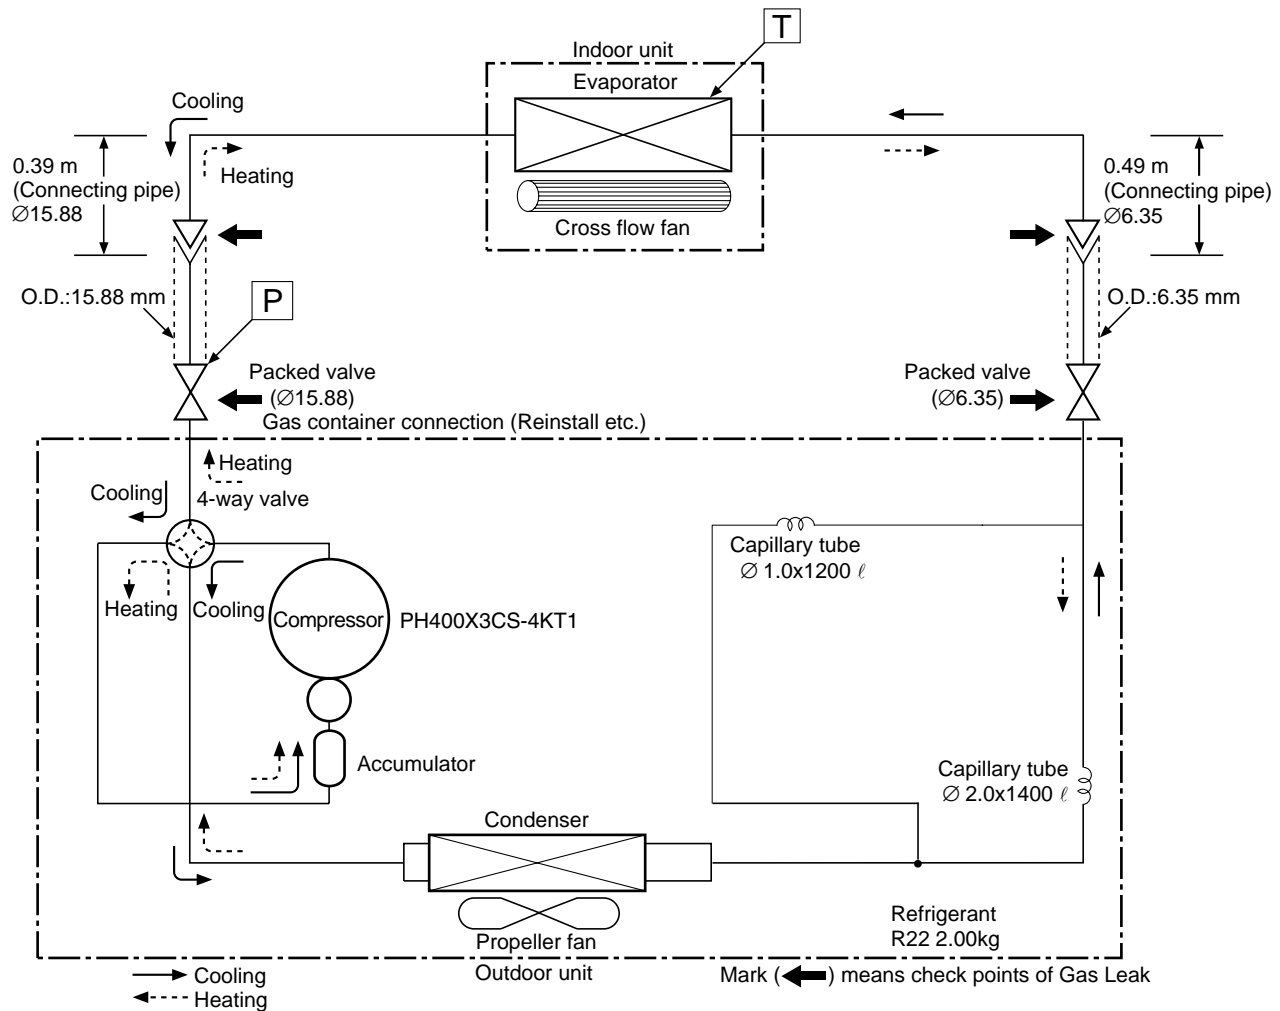 T
Indoor unit
Evaporator
Cooling
0.39 m
(Connecting pipe)
Ø15.88
Heating
Cross flow fan
0.49 m
(Connecting pipe)
Ø6.35
O.D.:15.88 mm
P
O.D.:6.35 mm
Packed valve
(Ø15.88)
Packed valve
(Ø6.35)
Gas container connection (Reinstall etc.)
Heating
Cooling
4-way valve
Capillary tube
Ø 1.0x1200 ℓ
Heating
Cooling
Compressor
PH400X3CS-4KT1
Accumulator
Capillary tube
Ø 2.0x1400 ℓ
Condenser
Propeller fan
Refrigerant
R22 2.00kg
Outdoor unit
Cooling
Heating
Mark ( ) means check points of Gas Leak